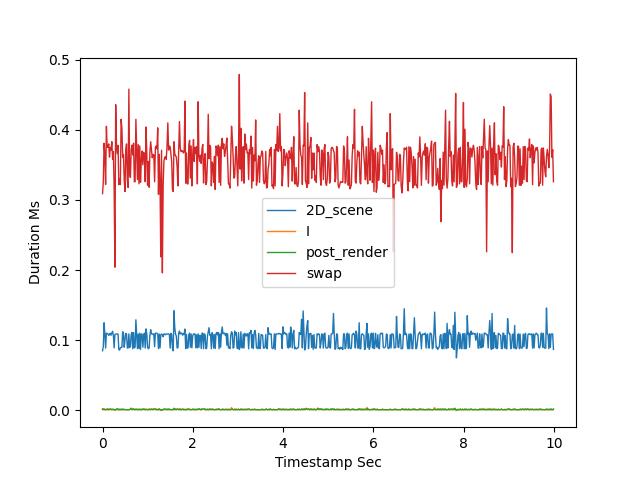 0.5
0.4
0.3
0.2
0.1
0.0
Duration Ms
2D_scene
I
post_render
swap
0 2 4 6 8 10
Timestamp Sec